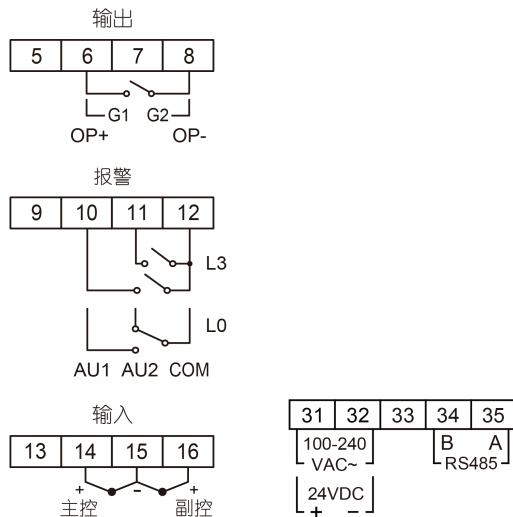 输出
5 6 7 8
G1 G2
OP+ OP-
报警
9 10 11 12
L3
L0
AU1 AU2 COM
输入
13 14 15 16
+ - +
主控 副控
31 32 33 34 35
100-240 B A
VAC~ RS485
24VDC
+ -